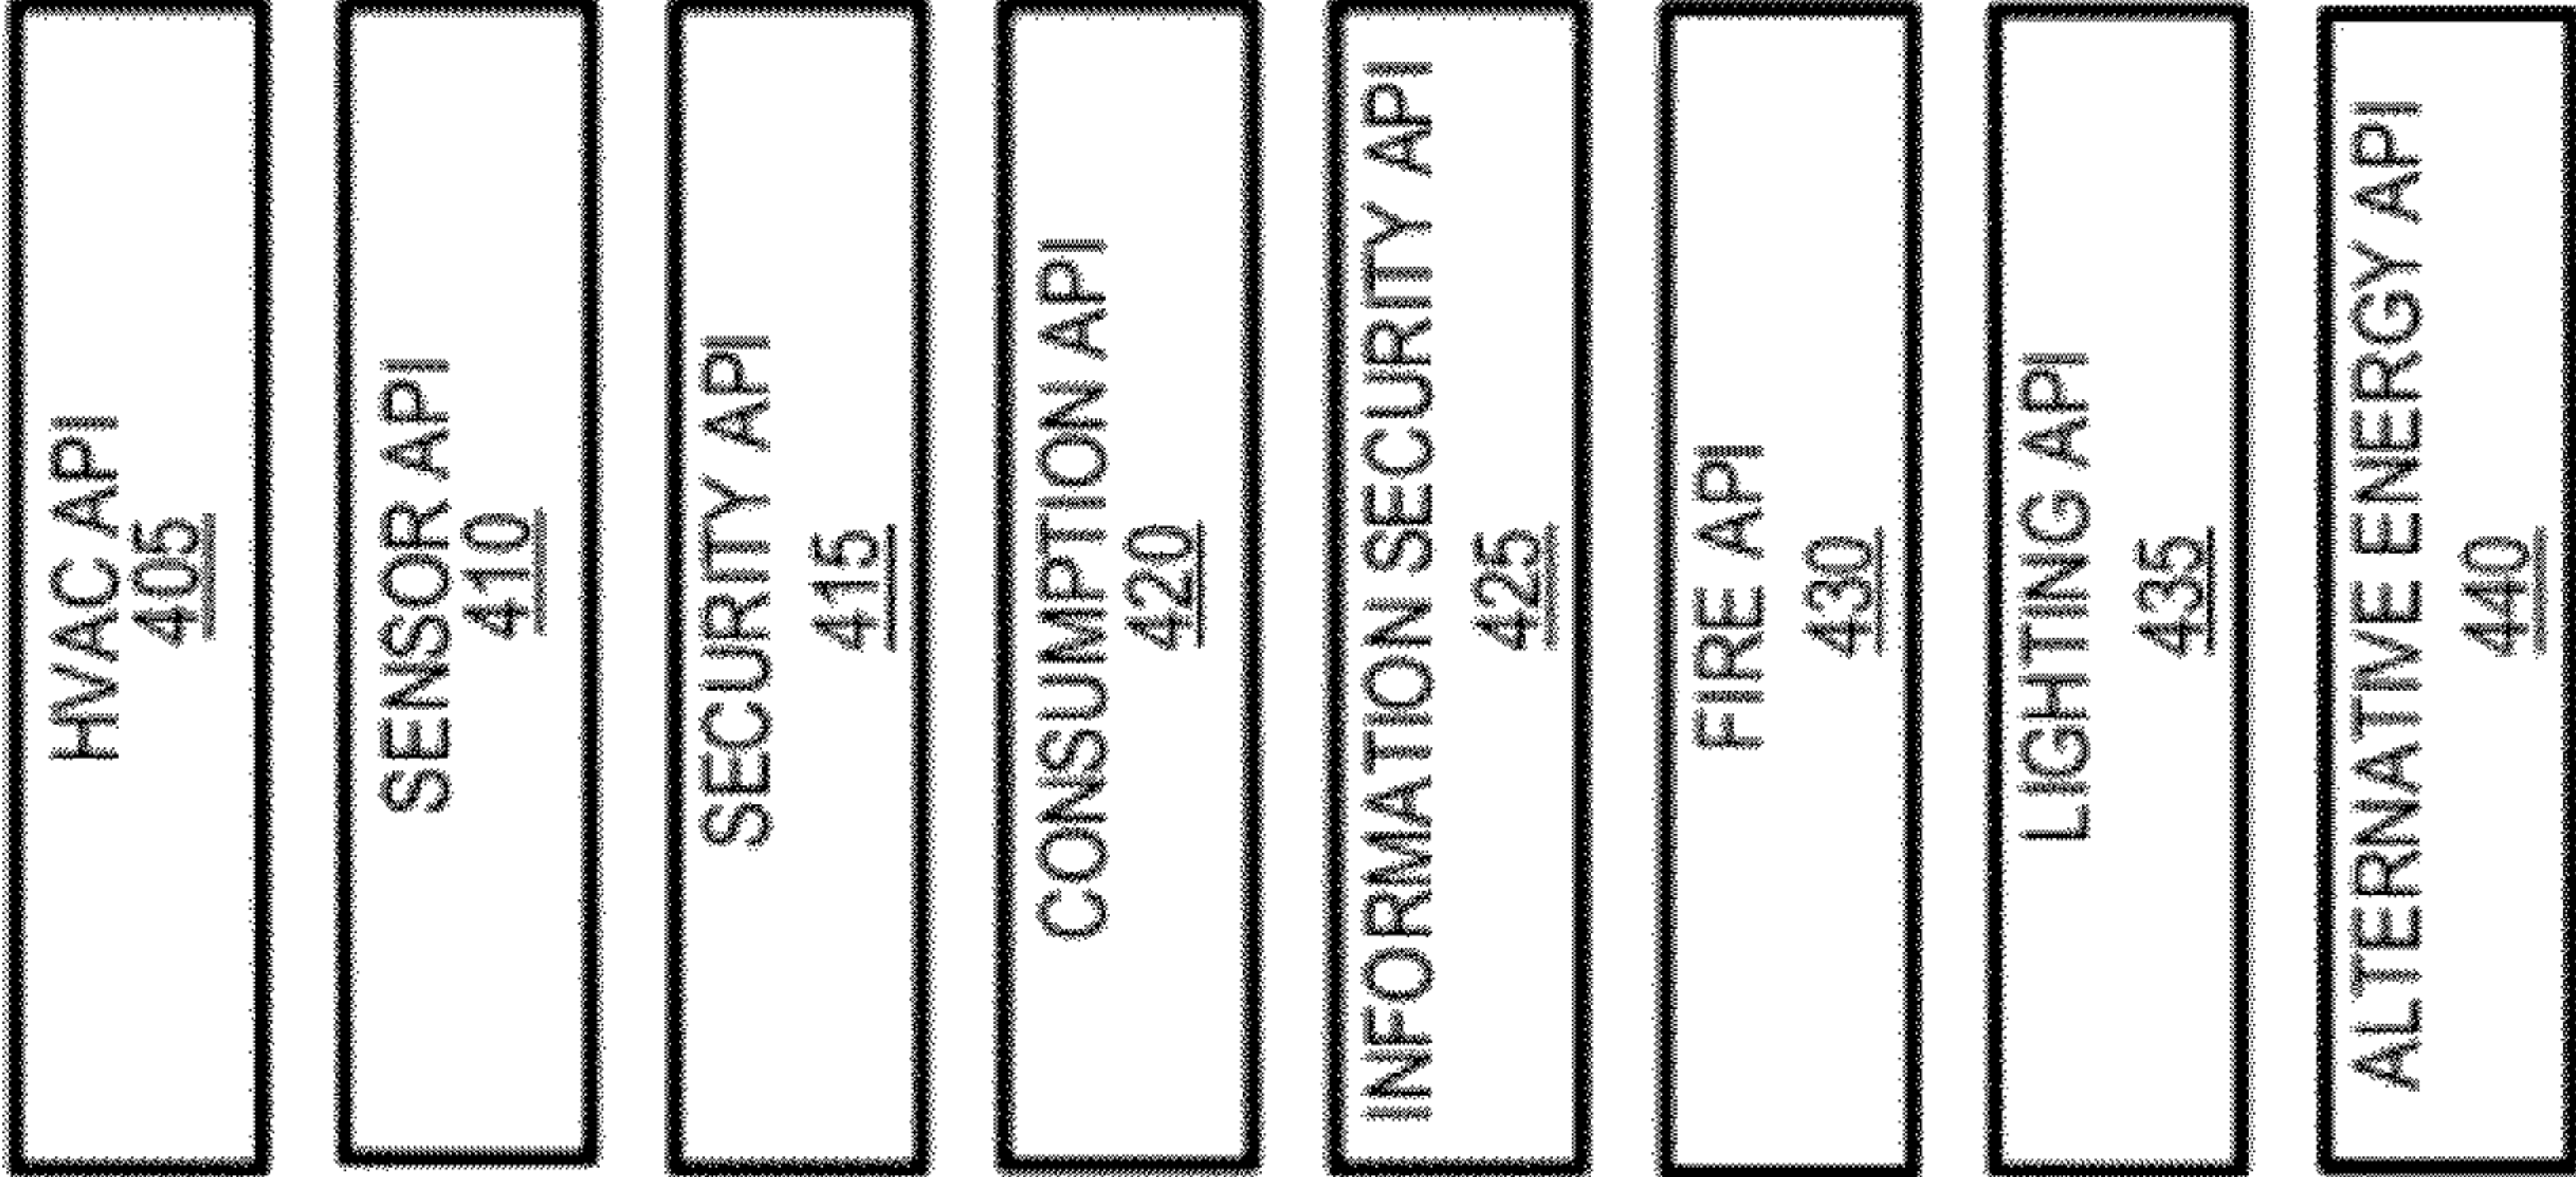 HVAC API
405
SENSOR API
410
SECURITY API
415
CONSUMPTION API
420
INFORMATION SECURITY API
425
FIRE API
430
LIGHTING API
435
ALTERNATIVE ENERGY API
440